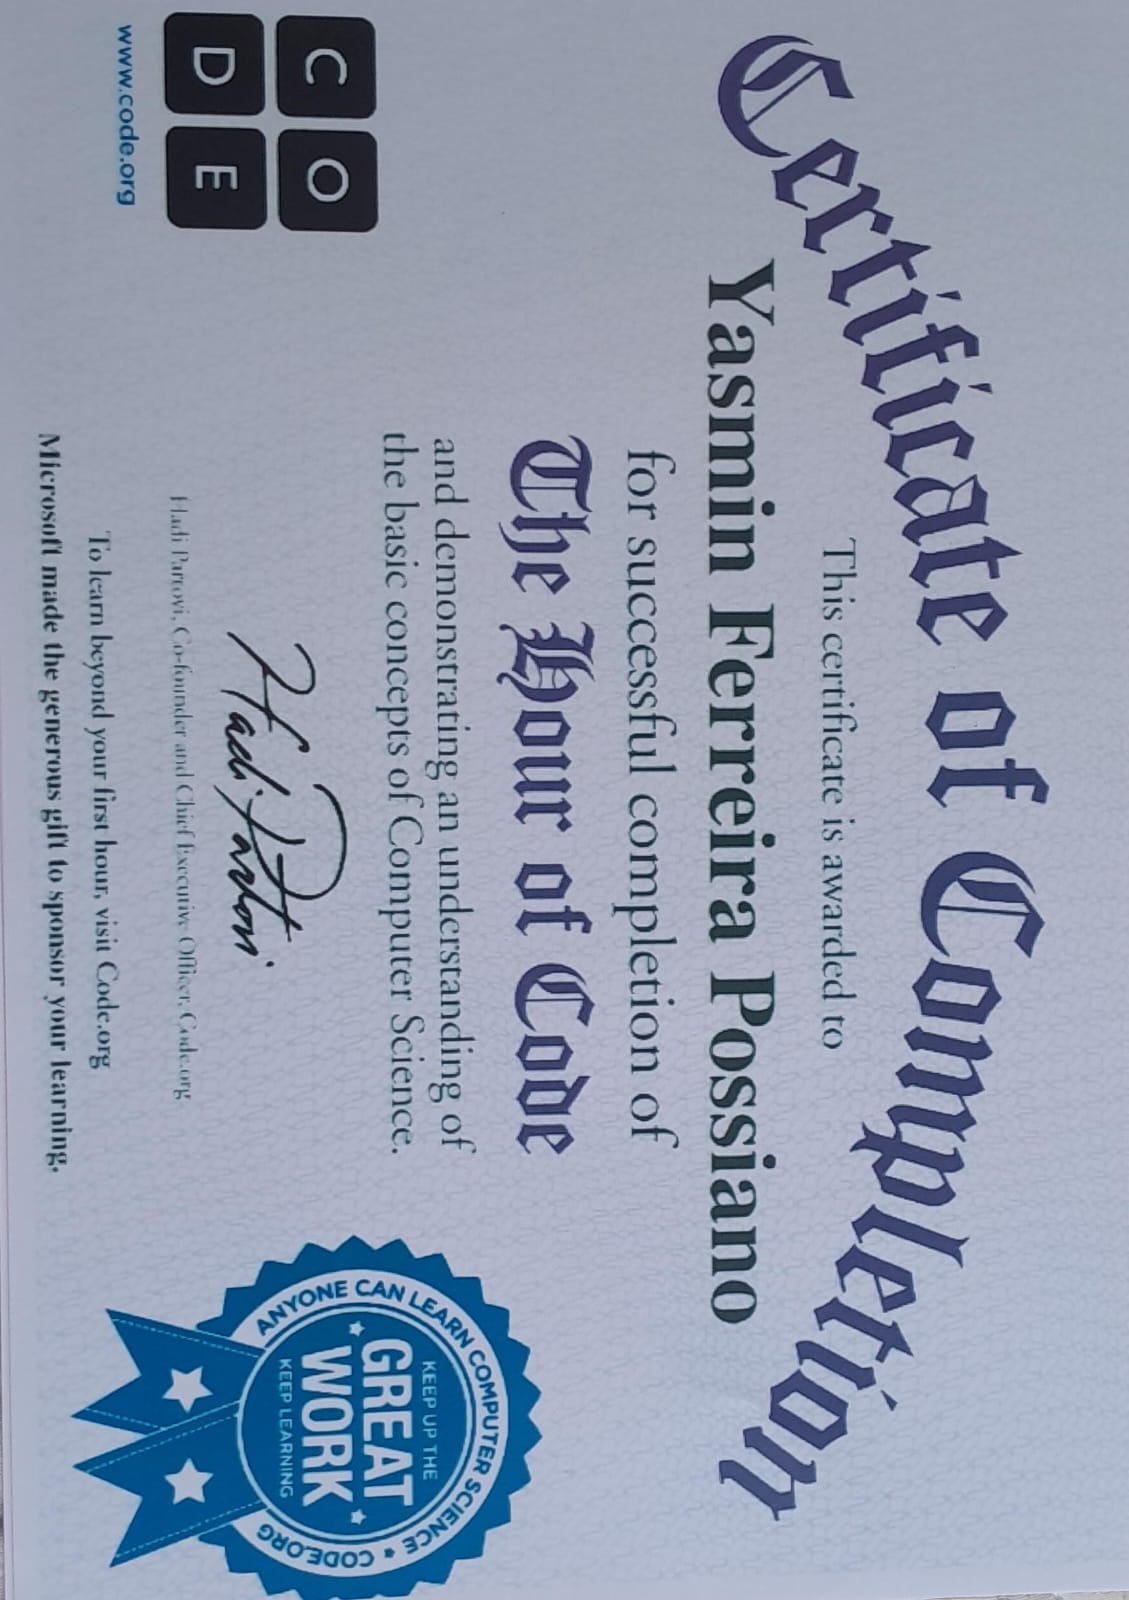 Certificate of Completion
This certificate is awarded to
Yasmin Ferreira Possiano
for successful completion of
The Hour of Code
and demonstrating an understanding of
the basic concepts of Computer Science.
Hadi Partovi
Hadi Partovi, Co-founder and Chief Executive Officer, Code.org
To learn beyond your first hour, visit Code.org
Microsoft made the generous gift to sponsor your learning.
C O
D E
www.code.org
ANYONE CAN LEARN COMPUTER SCIENCE • CODE.ORG
KEEP UP THE
GREAT
WORK
KEEP LEARNING